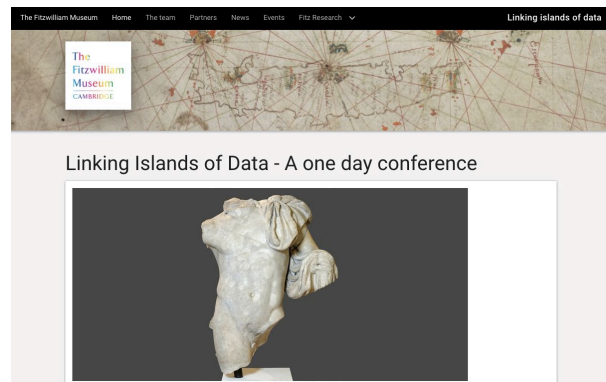 The Fitzwilliam Museum Home The team Partners News Events Fitz Research Linking islands of data
The
Fitzwilliam
Museum
CAMBRIDGE
Linking Islands of Data - A one day conference